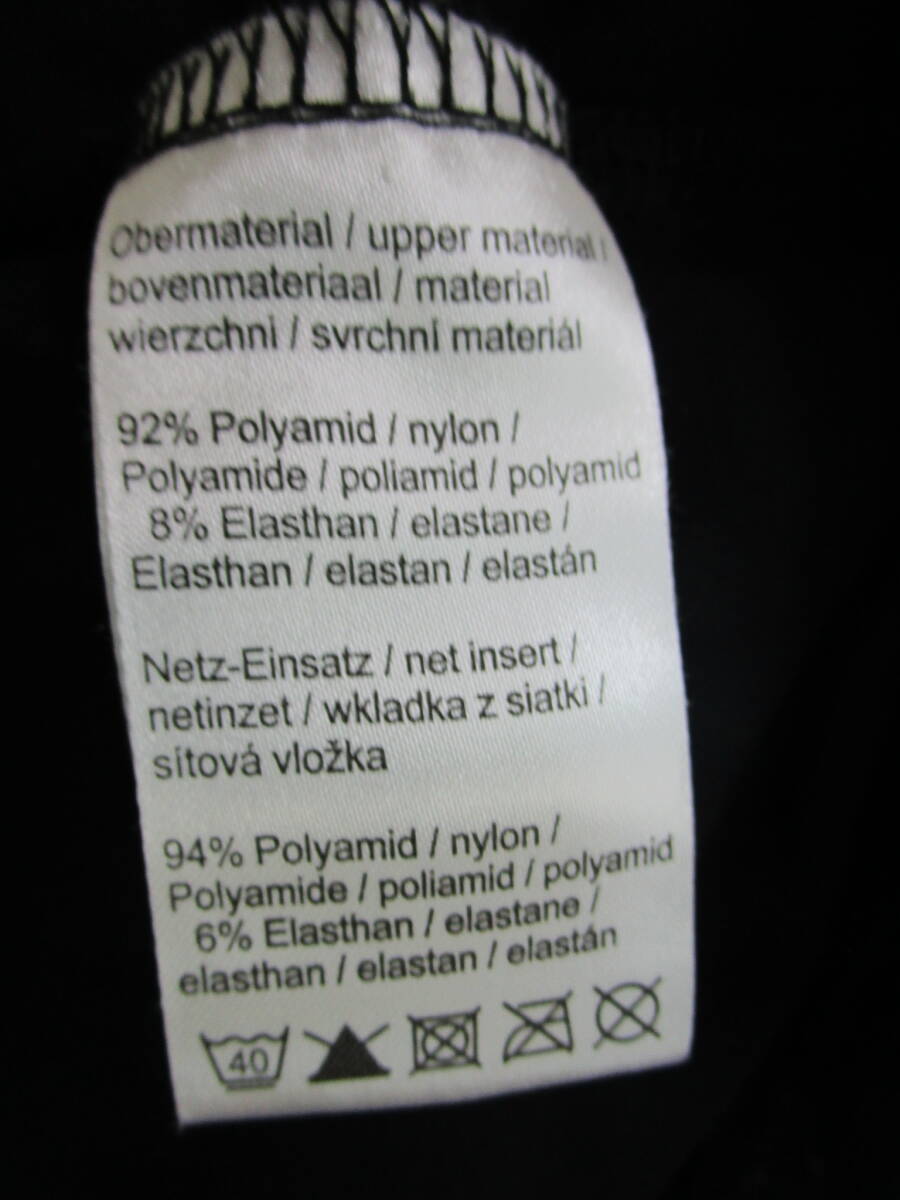 Obermaterial / upper material /
bovenmateriaal / material
wierzchni / svrchní materiál
92% Polyamid / nylon /
Polyamide / poliamid / polyamid
8% Elasthan / elastane /
Elasthan / elastan / elastán
Netz-Einsatz / net insert /
netinzet / wkladka z siatki /
sítová vložka
94% Polyamid / nylon /
Polyamide / poliamid / polyamid
6% Elasthan / elastane /
elasthan / elastan / elastán
40